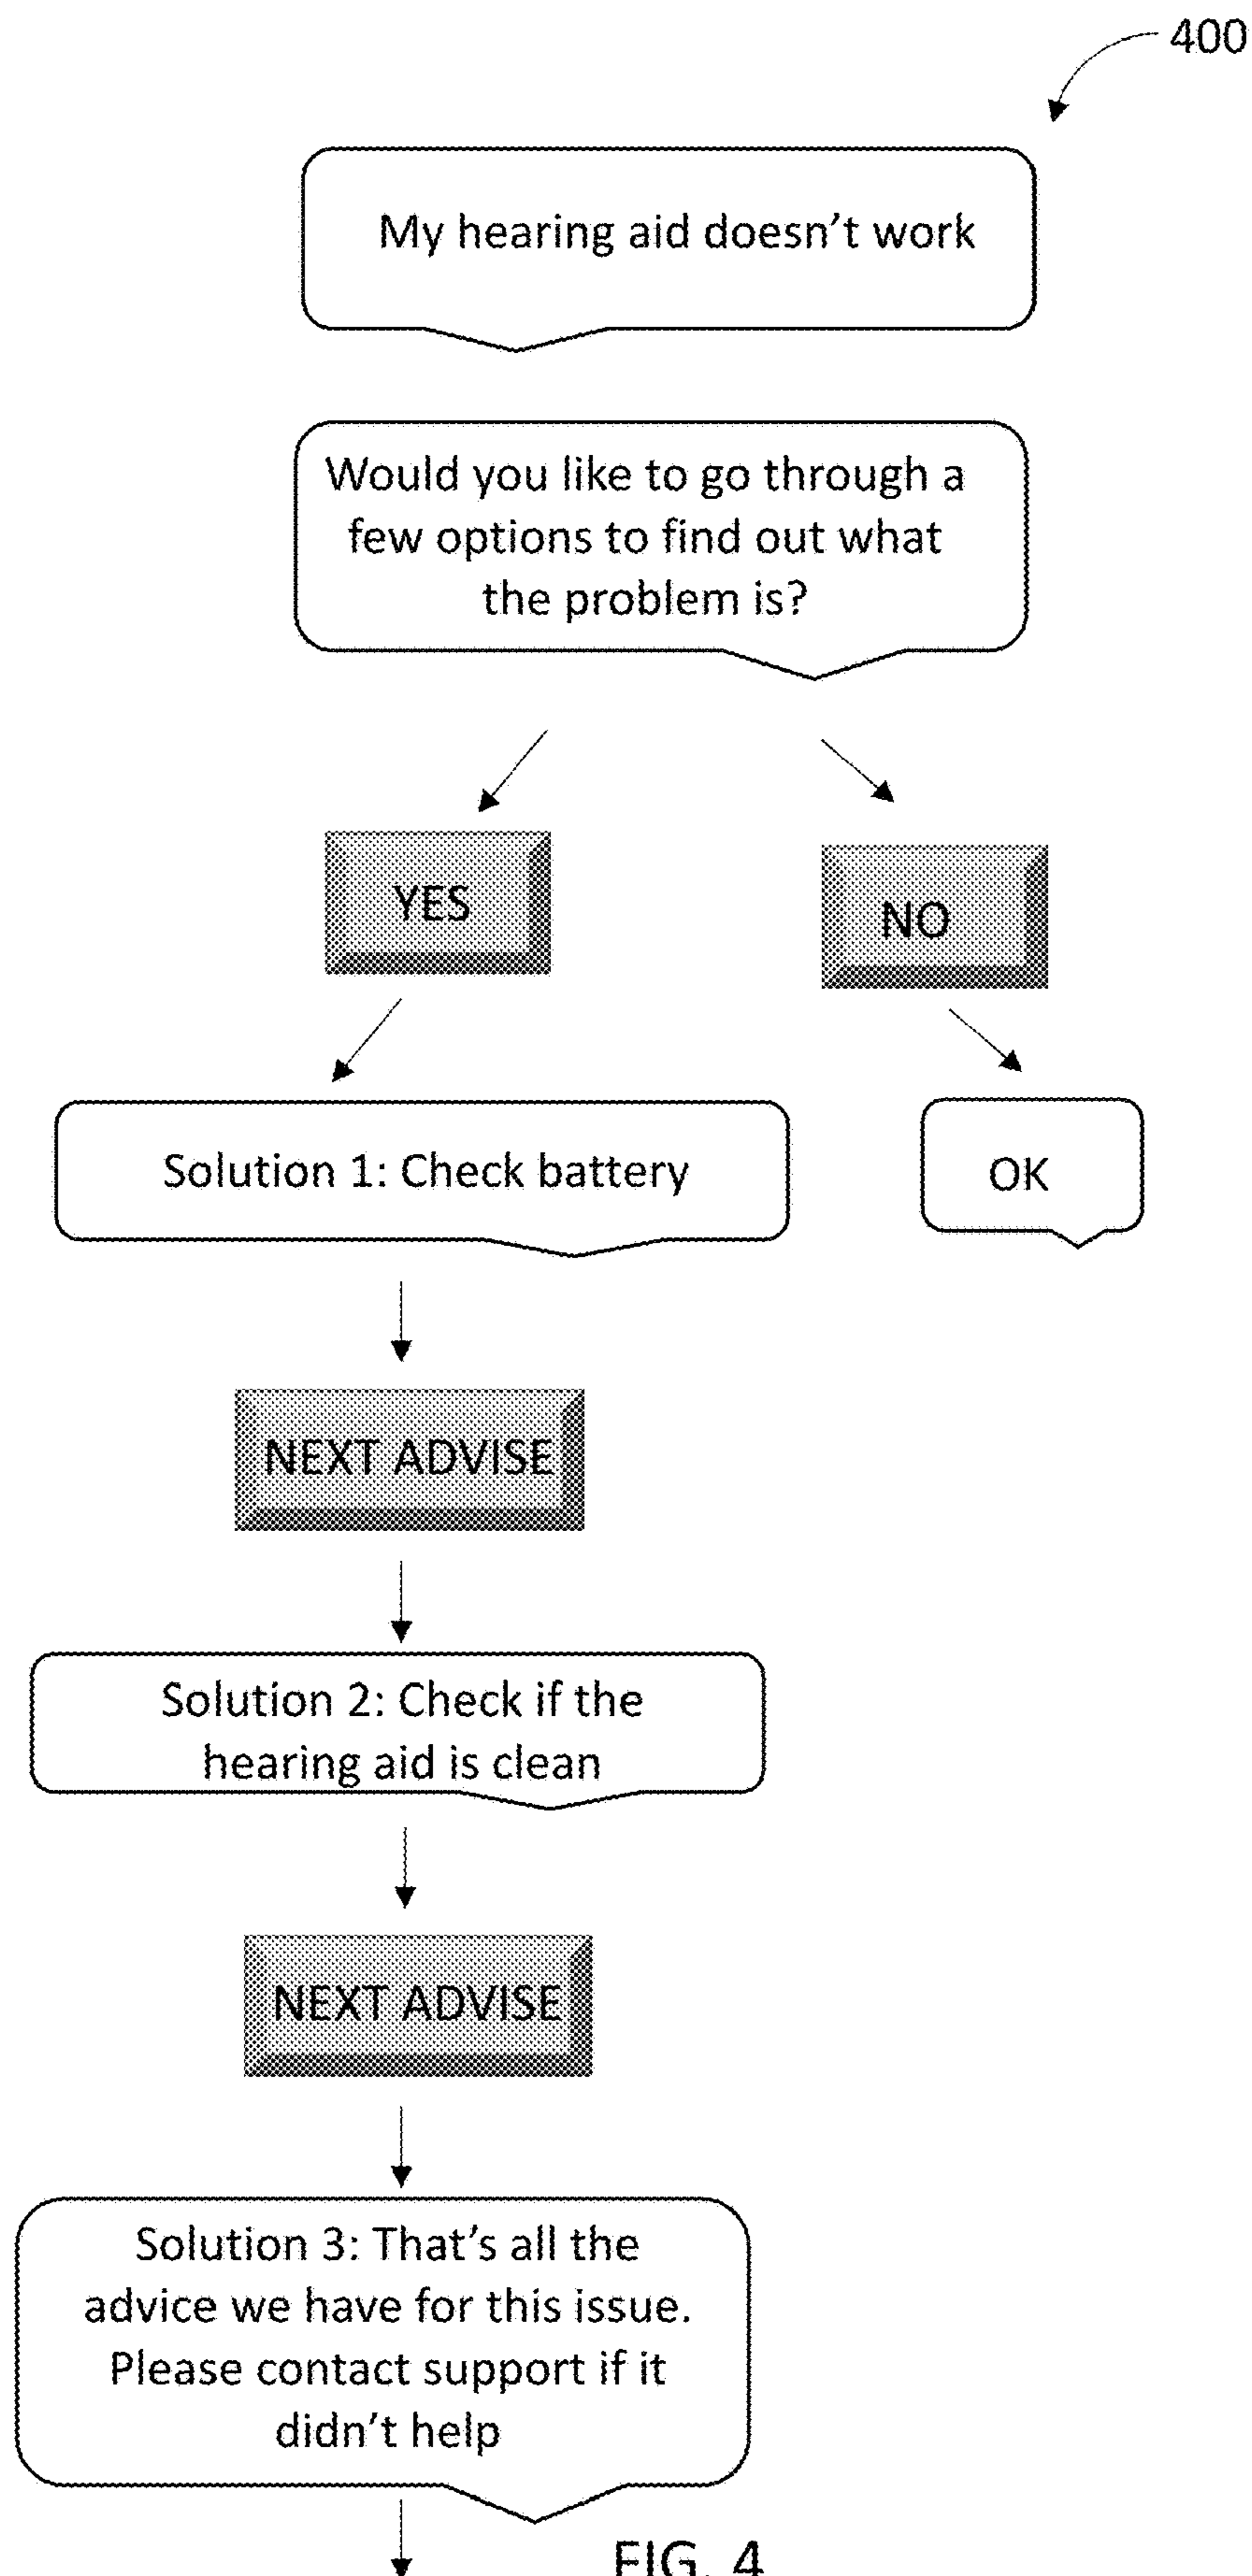 400
My hearing aid doesn't work
Would you like to go through a
few options to find out what
the problem is?
YES
NO
Solution 1: Check battery
OK
NEXT ADVISE
Solution 2: Check if the
hearing aid is clean
NEXT ADVISE
Solution 3: That's all the
advice we have for this issue.
Please contact support if it
didn't help
FIG. 4